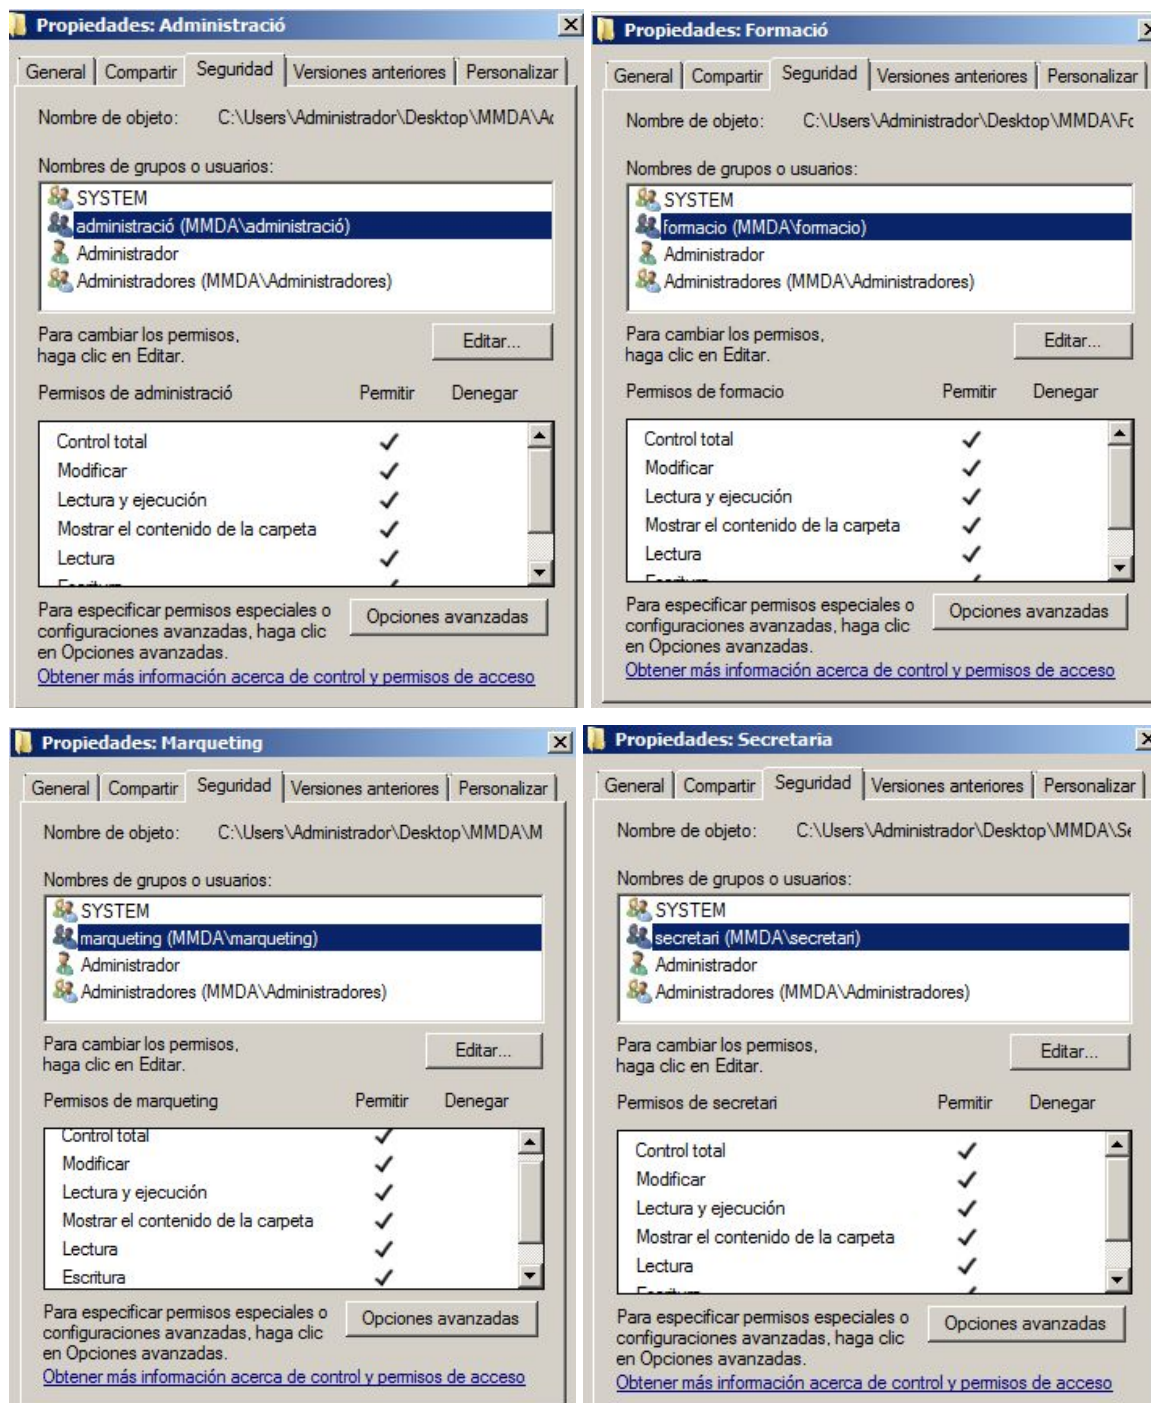 Propiedades: Administració
General Compartir Seguridad Versiones anteriores Personalizar
Nombre de objeto: C:\Users\Administrador\Desktop\MMDA\Ac
Nombres de grupos o usuarios:
SYSTEM
administració (MMDA\administració)
Administrador
Administradores (MMDA\Administradores)
Para cambiar los permisos,
haga clic en Editar.
Editar...
Permisos de administració Permitir Denegar
Control total
Modificar
Lectura y ejecución
Mostrar el contenido de la carpeta
Lectura
Escritura
Para especificar permisos especiales o
configuraciones avanzadas, haga clic
en Opciones avanzadas.
Opciones avanzadas
Obtener más información acerca de control y permisos de acceso
Propiedades: Formació
General Compartir Seguridad Versiones anteriores Personalizar
Nombre de objeto: C:\Users\Administrador\Desktop\MMDA\Fo
Nombres de grupos o usuarios:
SYSTEM
formacio (MMDA\formacio)
Administrador
Administradores (MMDA\Administradores)
Para cambiar los permisos,
haga clic en Editar.
Editar...
Permisos de formacio Permitir Denegar
Control total
Modificar
Lectura y ejecución
Mostrar el contenido de la carpeta
Lectura
Escritura
Para especificar permisos especiales o
configuraciones avanzadas, haga clic
en Opciones avanzadas.
Opciones avanzadas
Obtener más información acerca de control y permisos de acceso
Propiedades: Marqueting
General Compartir Seguridad Versiones anteriores Personalizar
Nombre de objeto: C:\Users\Administrador\Desktop\MMDA\M
Nombres de grupos o usuarios:
SYSTEM
marqueting (MMDA\marqueting)
Administrador
Administradores (MMDA\Administradores)
Para cambiar los permisos,
haga clic en Editar.
Editar...
Permisos de marqueting Permitir Denegar
Control total
Modificar
Lectura y ejecución
Mostrar el contenido de la carpeta
Lectura
Escritura
Para especificar permisos especiales o
configuraciones avanzadas, haga clic
en Opciones avanzadas.
Opciones avanzadas
Obtener más información acerca de control y permisos de acceso
Propiedades: Secretaria
General Compartir Seguridad Versiones anteriores Personalizar
Nombre de objeto: C:\Users\Administrador\Desktop\MMDA\Se
Nombres de grupos o usuarios:
SYSTEM
secretari (MMDA\secretari)
Administrador
Administradores (MMDA\Administradores)
Para cambiar los permisos,
haga clic en Editar.
Editar...
Permisos de secretari Permitir Denegar
Control total
Modificar
Lectura y ejecución
Mostrar el contenido de la carpeta
Lectura
Escritura
Para especificar permisos especiales o
configuraciones avanzadas, haga clic
en Opciones avanzadas.
Opciones avanzadas
Obtener más información acerca de control y permisos de acceso